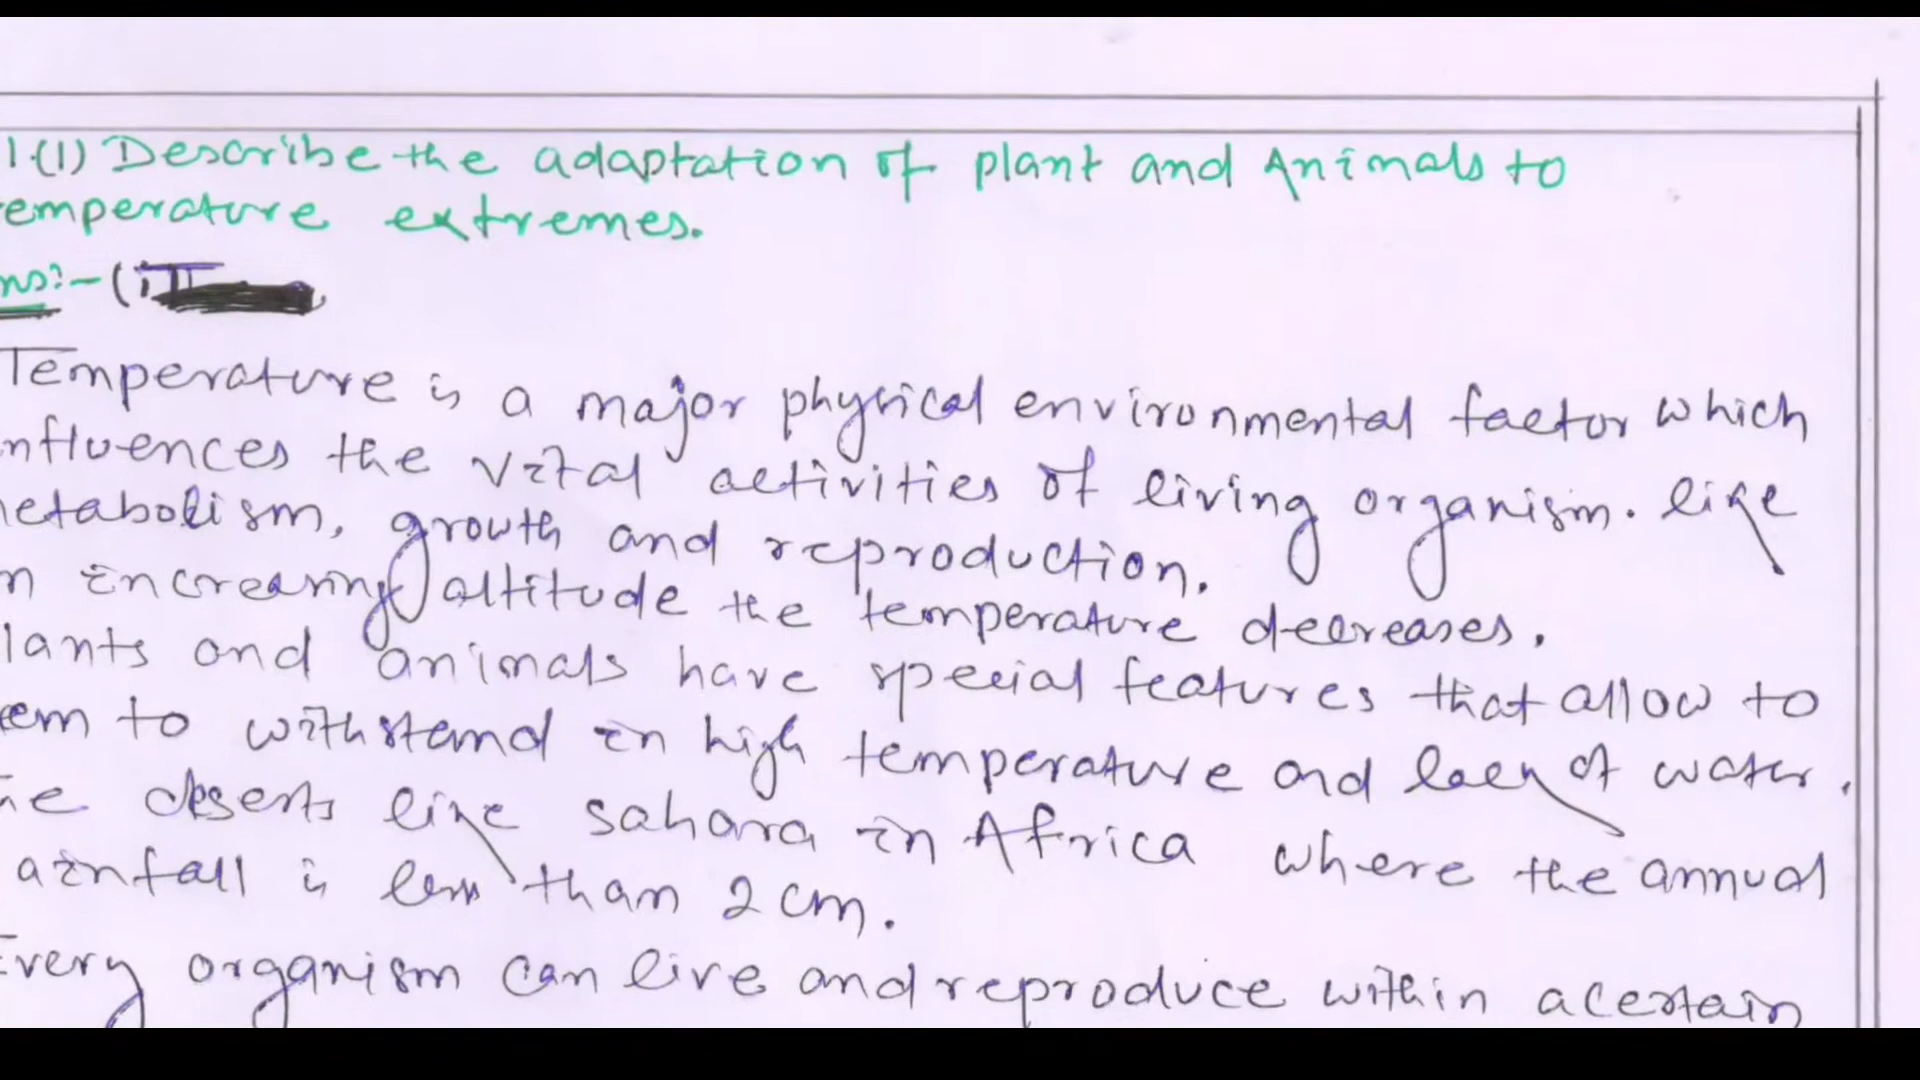 1.(1) Describe the adaptation of plant and Animals to
emperature extremes.
ns:- (i
Temperature is a major physical environmental factor which
nfluences the vital activities of living organism. like
etabolism, growth and reproduction.
n increasing altitude the temperature decreases.
lants and animals have special features that allow to
em to withstand in high temperature and lack of water.
e deserts like sahara in Africa where the annual
ainfall is less than 2 cm.
Every organism can live and reproduce within a certain